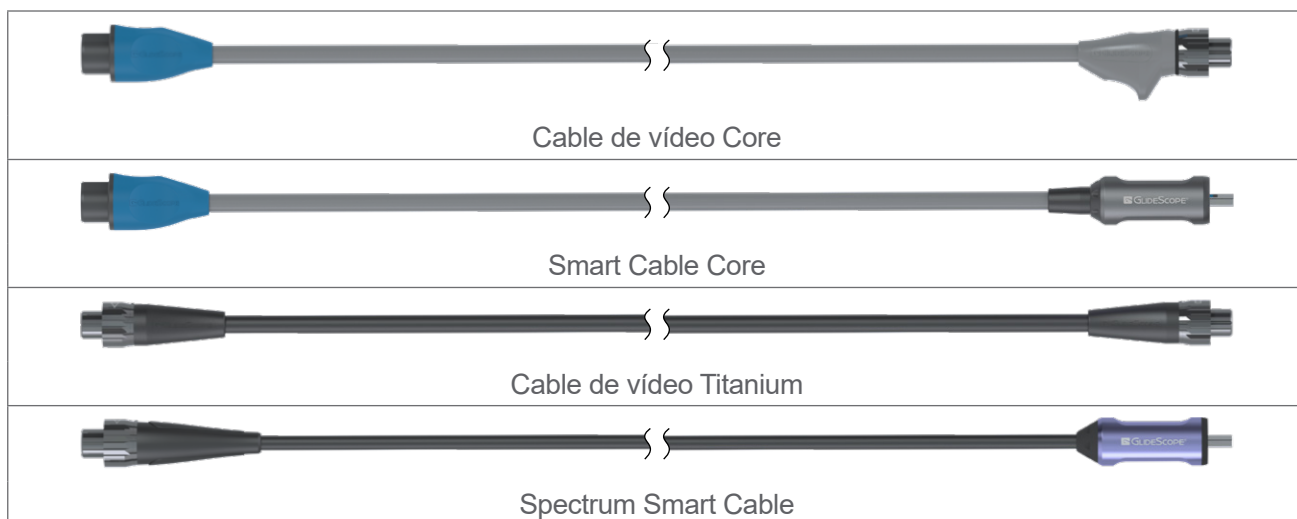 Cable de vídeo Core
GLIDESCOPE
Smart Cable Core
Cable de vídeo Titanium
GLIDESCOPE
Spectrum Smart Cable